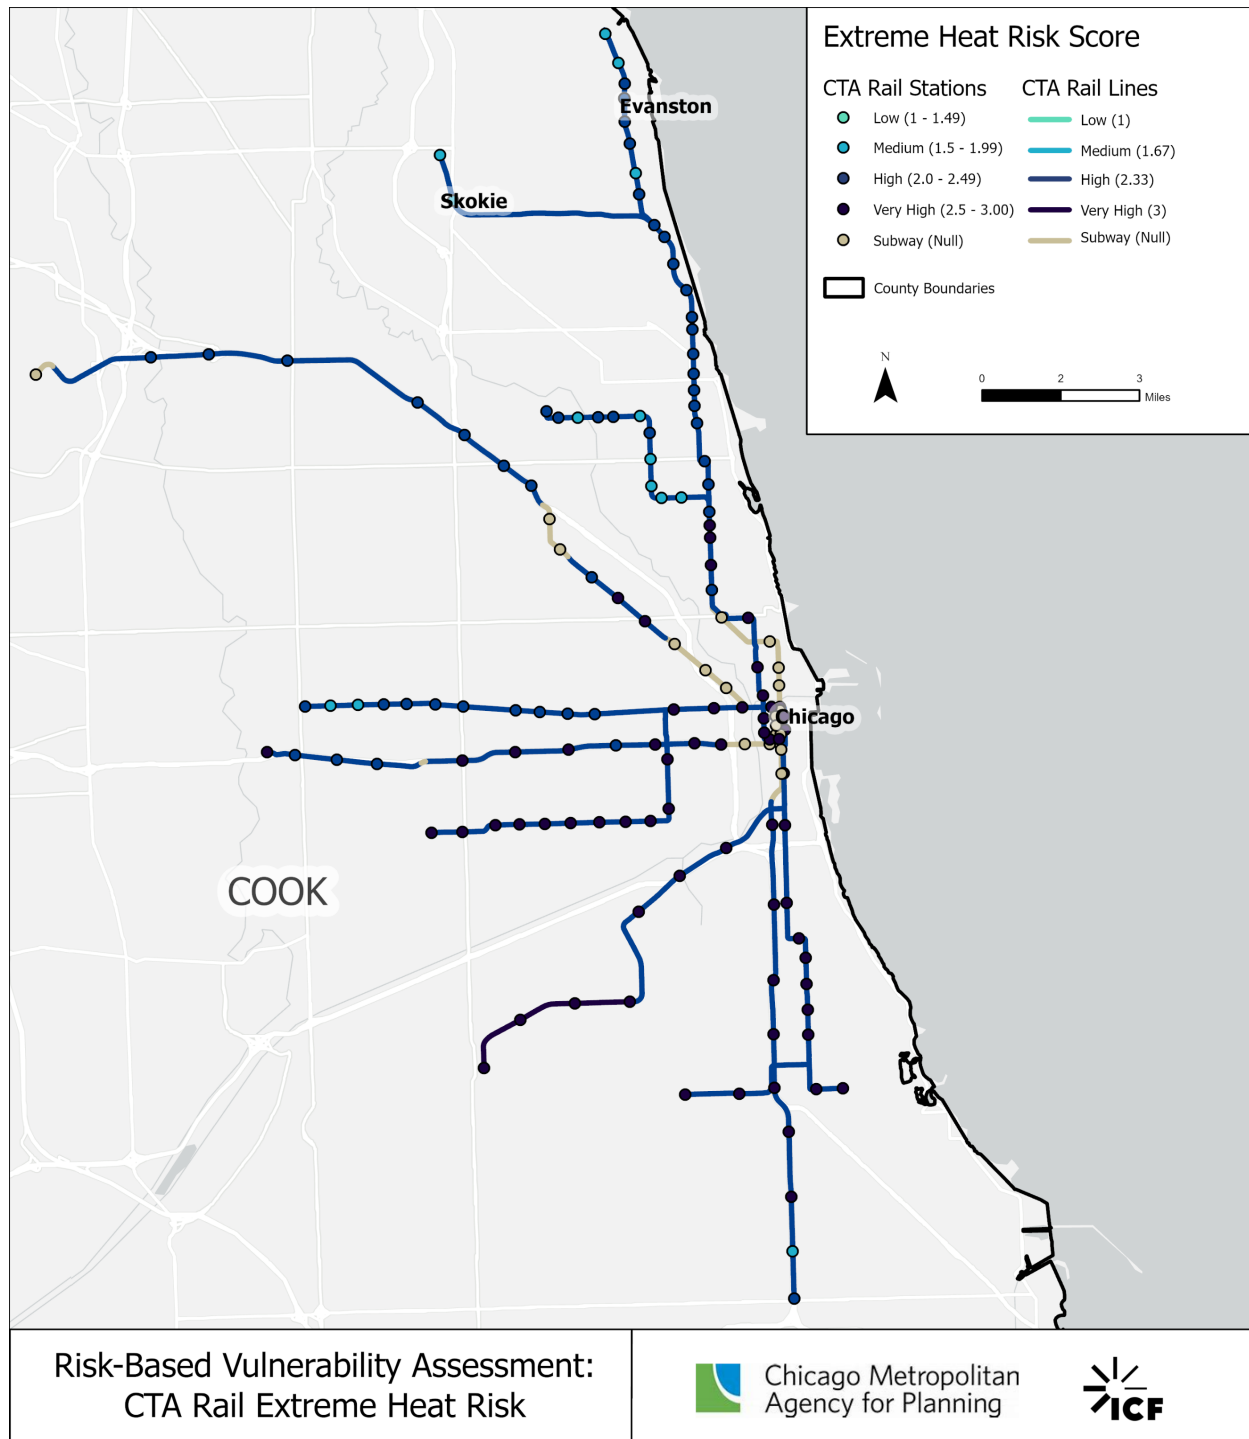 Extreme Heat Risk Score
CTA Rail Stations
Low (1 - 1.49)
Medium (1.5 - 1.99)
High (2.0 - 2.49)
Very High (2.5 - 3.00)
Subway (Null)
County Boundaries
CTA Rail Lines
Low (1)
Medium (1.67)
High (2.33)
Very High (3)
Subway (Null)
N
0 2 3
Miles
Evanston
Skokie
Chicago
COOK
Risk-Based Vulnerability Assessment:
CTA Rail Extreme Heat Risk
Chicago Metropolitan
Agency for Planning
ICF